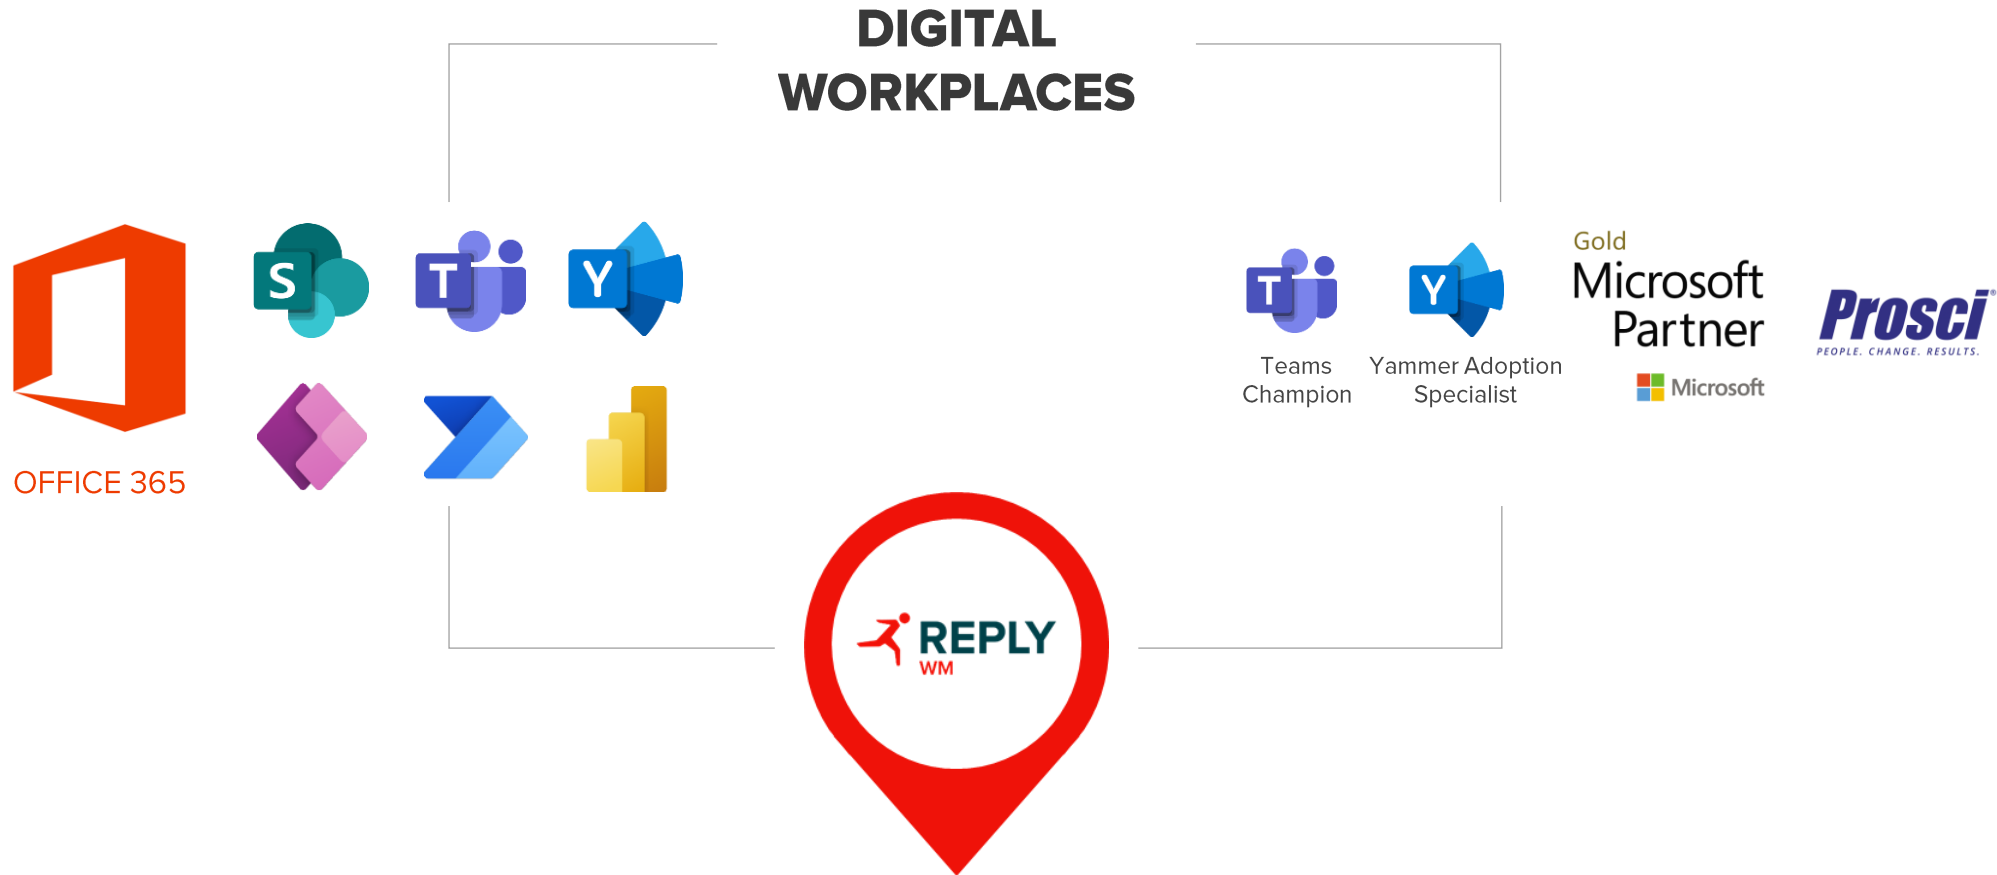 DIGITAL
WORKPLACES
OFFICE 365
S
T
Y
T
Teams
Champion
Y
Yammer Adoption
Specialist
Gold
Microsoft
Partner
Microsoft
Prosci®
PEOPLE. CHANGE. RESULTS.
REPLY
WM